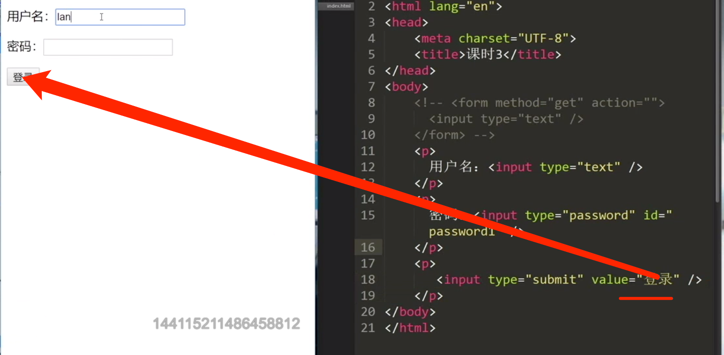 用户名：lan
密码：
登录
144115211486458812
index.html
2 <html lang="en">
3 <head>
4 <meta charset="UTF-8">
5 <title>课时3</title>
6 </head>
7 <body>
8 <!-- <form method="get" action="">
9 <input type="text" />
10 </form> -->
11 <p>
12 用户名：<input type="text" />
13 </p>
<p>
15 密码：<input type="password" id="
password1" />
16 </p>
17 <p>
18 <input type="submit" value="登录" />
19 </p>
20 </body>
21 </html>